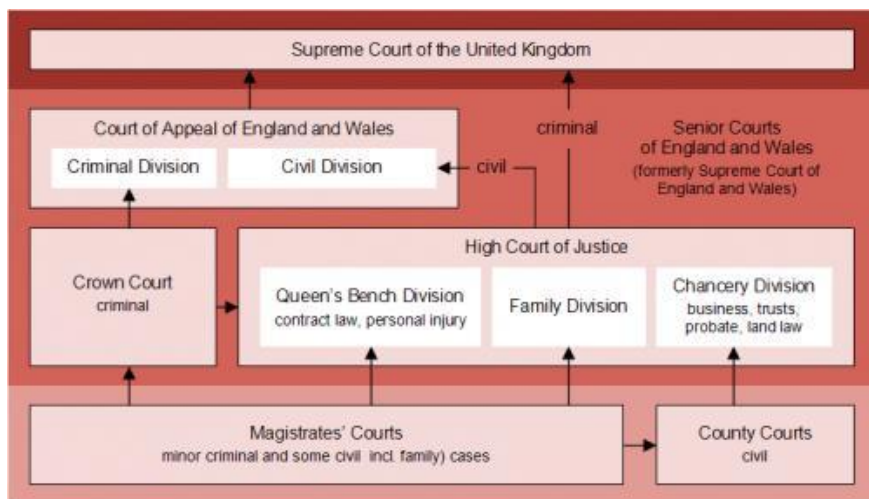 Supreme Court of the United Kingdom
Court of Appeal of England and Wales
Criminal Division
Civil Division
civil
criminal
Senior Courts
of England and Wales
(formerly Supreme Court of
England and Wales)
Crown Court
criminal
High Court of Justice
Queen's Bench Division
contract law, personal injury
Family Division
Chancery Division
business, trusts,
probate, land law
Magistrates' Courts
minor criminal and some civil incl. family) cases
County Courts
civil